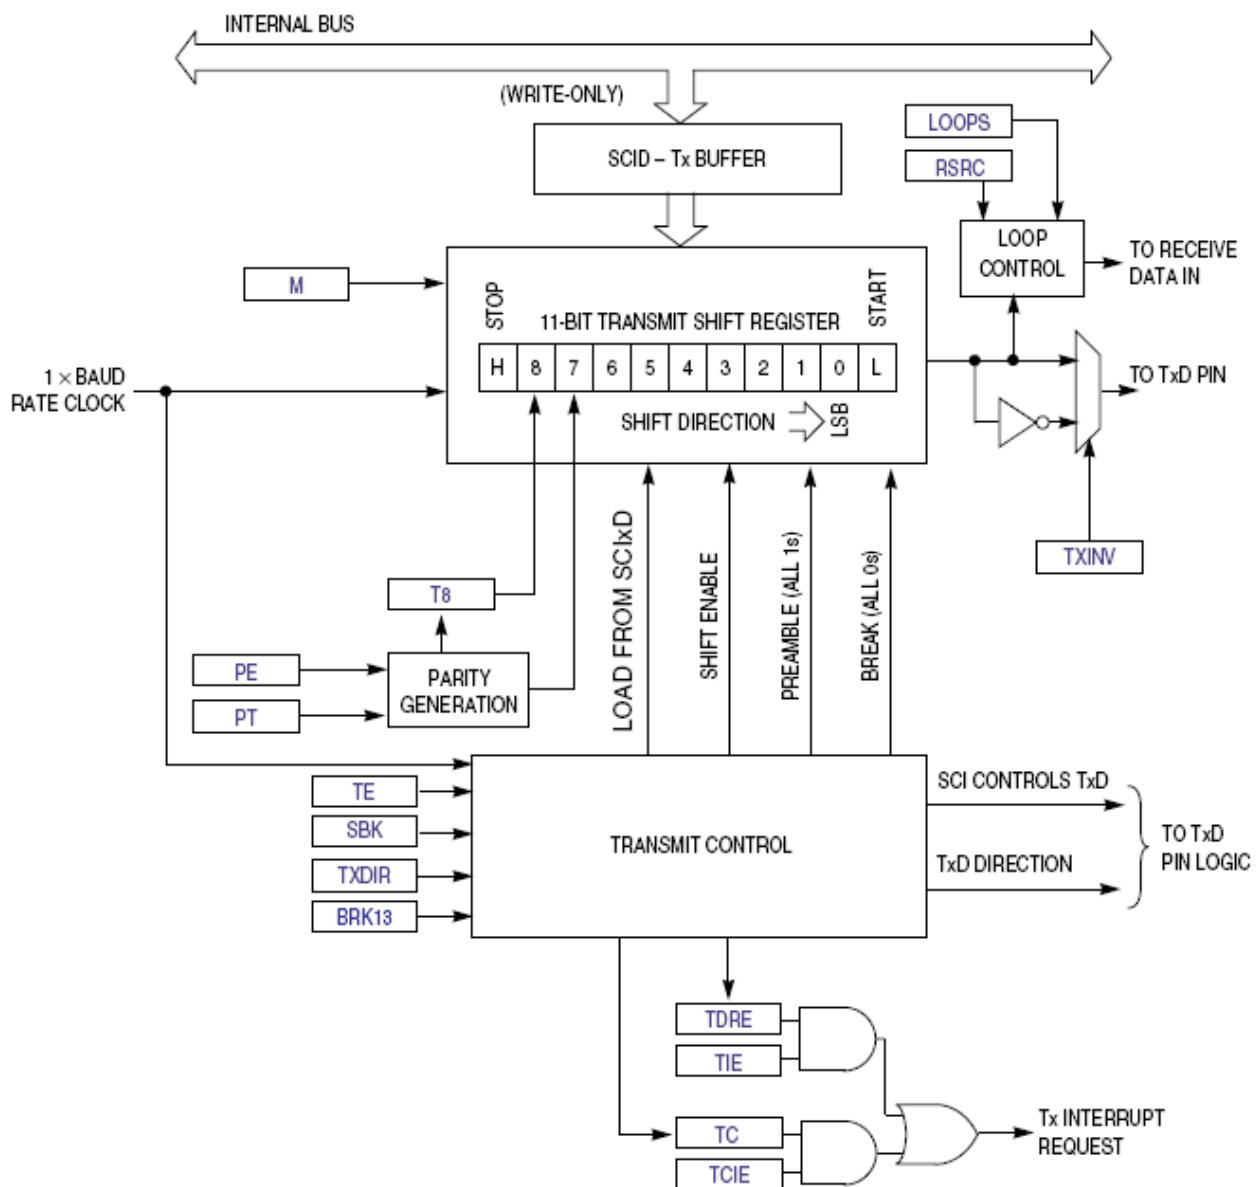 INTERNAL BUS
(WRITE-ONLY)
SCID – Tx BUFFER
LOOPS
RSRC
LOOP
CONTROL
TO RECEIVE
DATA IN
M
STOP
11-BIT TRANSMIT SHIFT REGISTER
START
H 8 7 6 5 4 3 2 1 0 L
SHIFT DIRECTION
LSB
1 × BAUD
RATE CLOCK
TO TxD PIN
TXINV
T8
PE
PT
PARITY
GENERATION
LOAD FROM SCIxD
SHIFT ENABLE
PREAMBLE (ALL 1s)
BREAK (ALL 0s)
TE
SBK
TXDIR
BRK13
TRANSMIT CONTROL
SCI CONTROLS TxD
TxD DIRECTION
TO TxD
PIN LOGIC
TDRE
TIE
TC
TCIE
Tx INTERRUPT
REQUEST